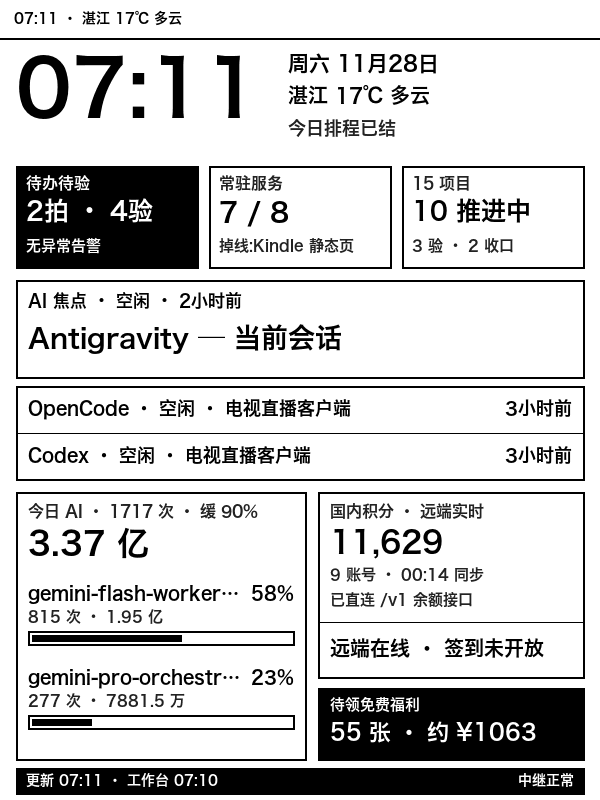 07:11 · 湛江 17℃ 多云
07:11
周六 11月28日
湛江 17℃ 多云
今日排程已结
待办待验
2拍 · 4验
无异常告警
常驻服务
7 / 8
掉线:Kindle 静态页
15 项目
10 推进中
3 验 · 2 收口
AI 焦点 · 空闲 · 2小时前
Antigravity — 当前会话
OpenCode · 空闲 · 电视直播客户端 3小时前
Codex · 空闲 · 电视直播客户端 3小时前
今日 AI · 1717 次 · 缓 90%
3.37 亿
gemini-flash-worker… 58%
815 次 · 1.95 亿
gemini-pro-orchestr… 23%
277 次 · 7881.5 万
国内积分 · 远端实时
11,629
9 账号 · 00:14 同步
已直连 /v1 余额接口
远端在线 · 签到未开放
待领免费福利
55 张 · 约 ¥1063
更新 07:11 · 工作台 07:10 中继正常